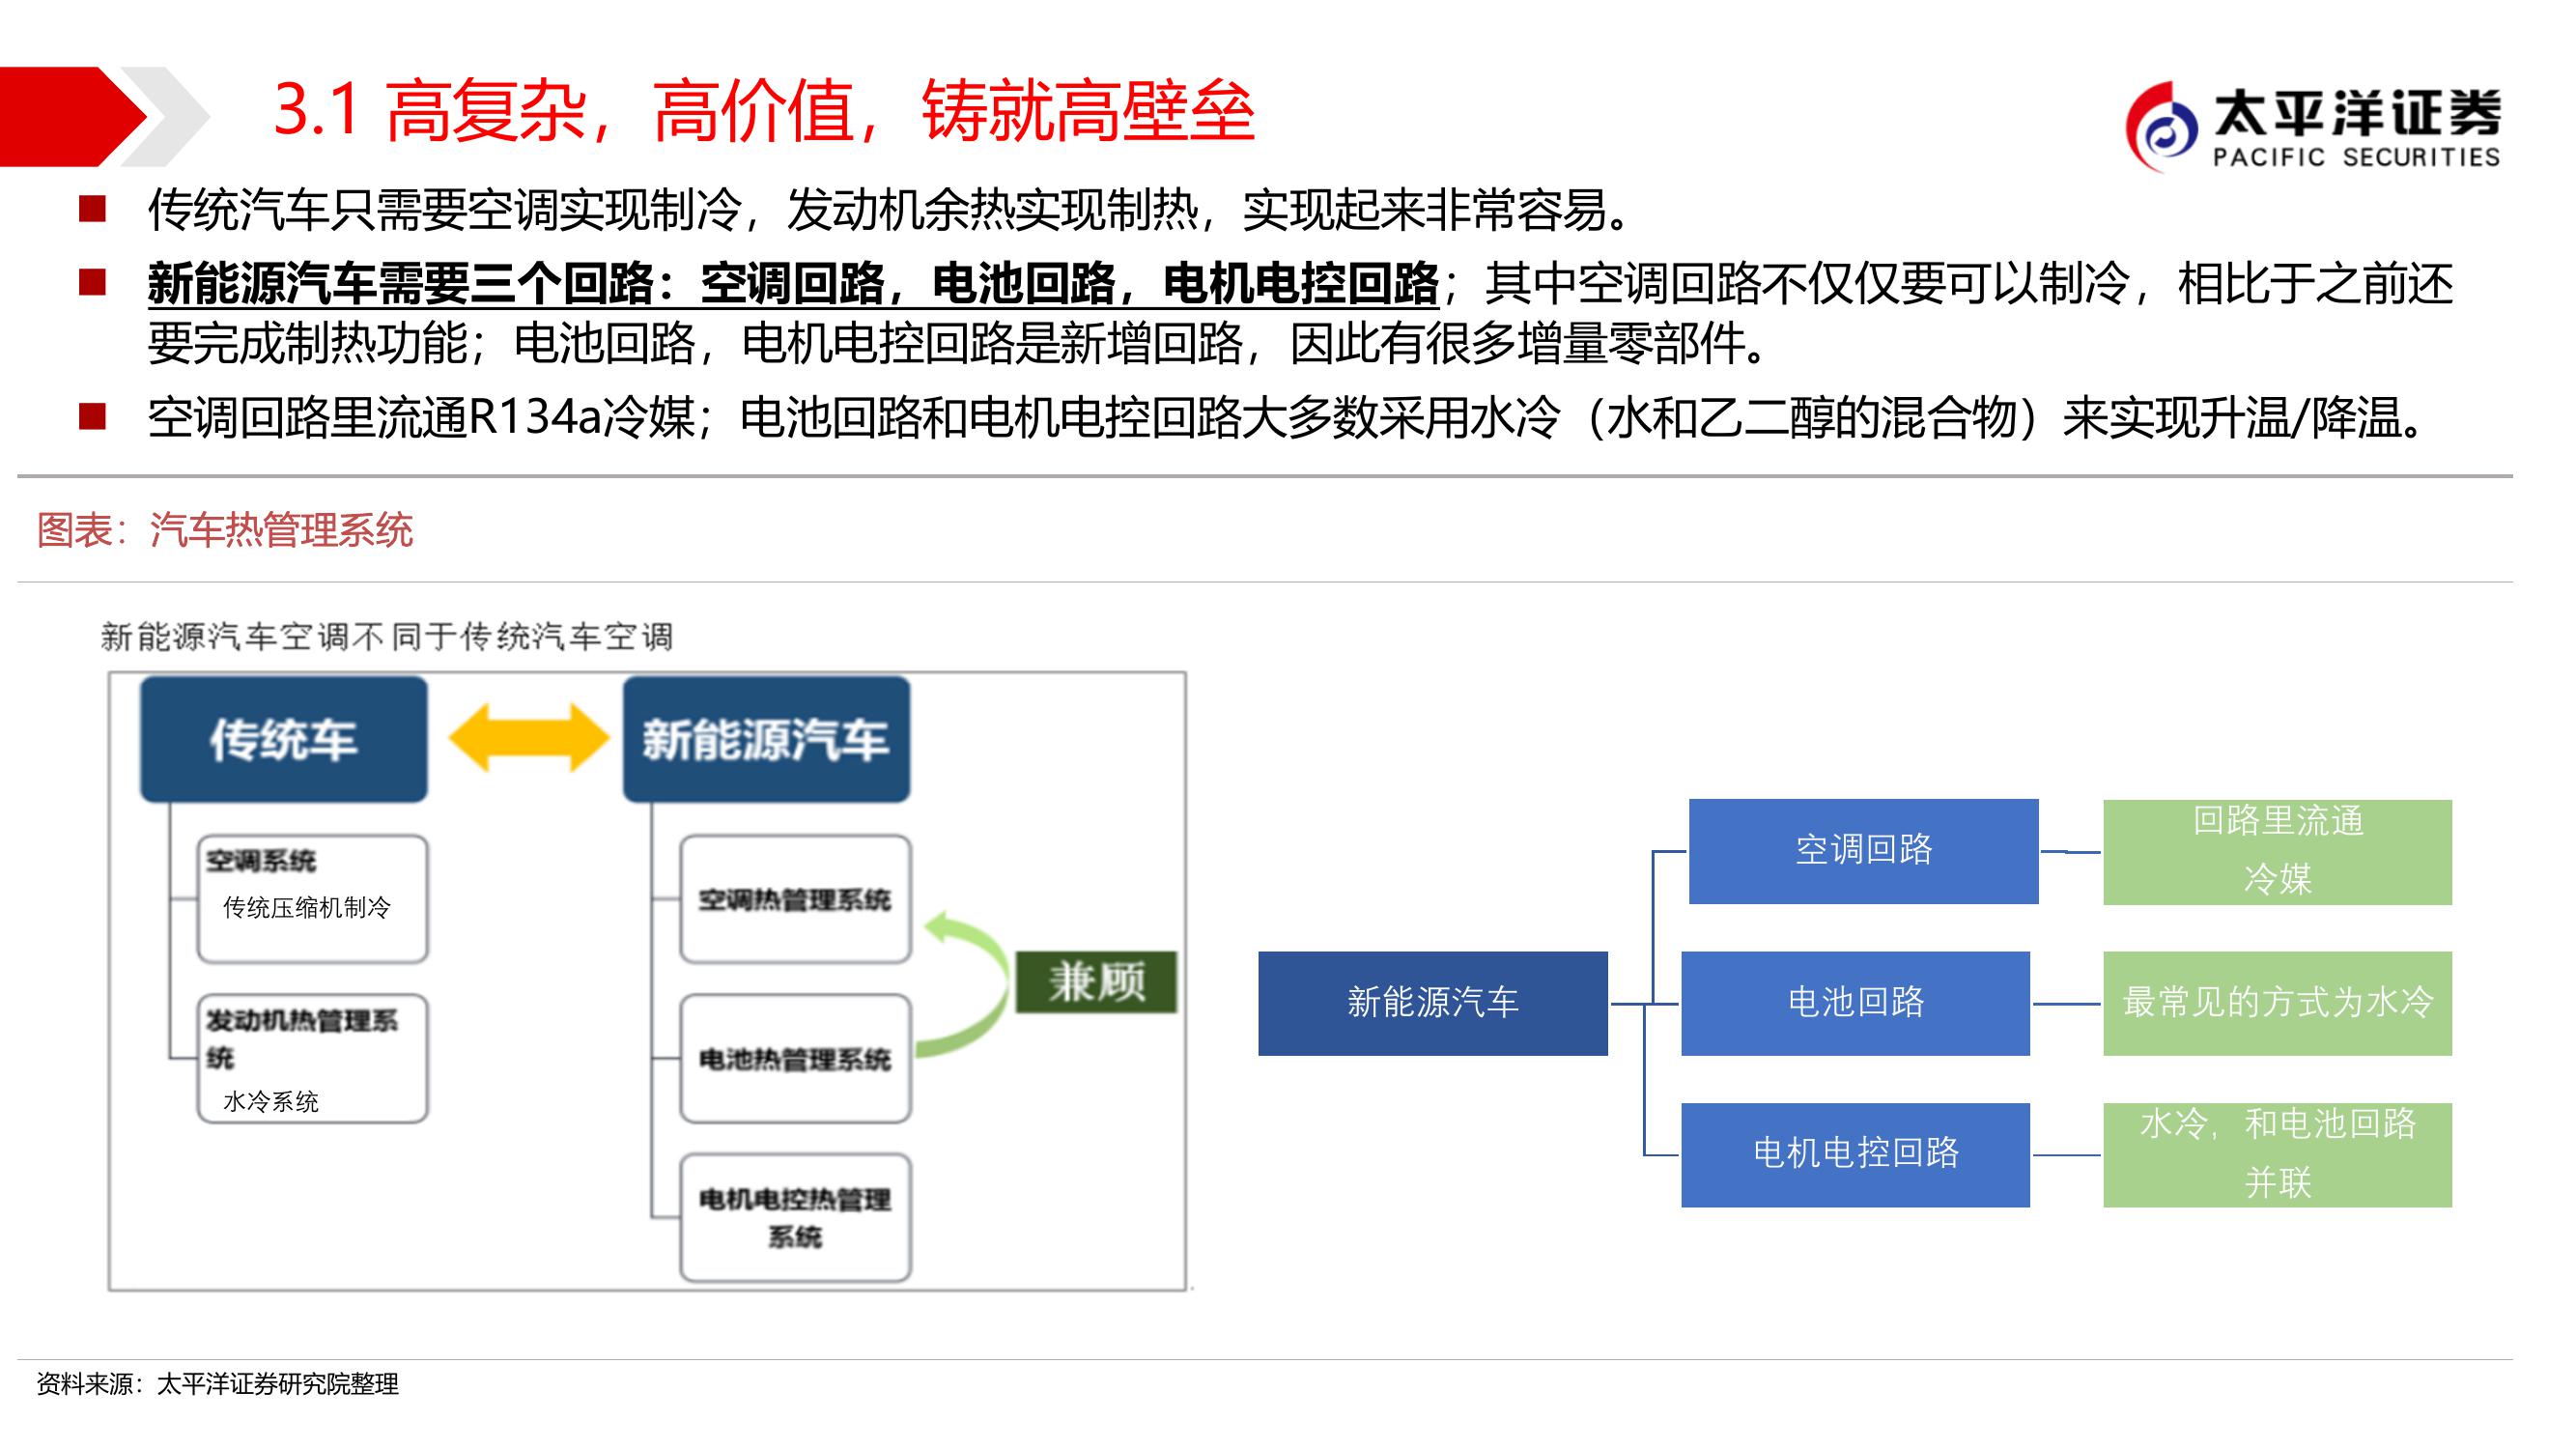 3.1 高复杂，高价值，铸就高壁垒
太平洋证券
PACIFIC SECURITIES
传统汽车只需要空调实现制冷，发动机余热实现制热，实现起来非常容易。
新能源汽车需要三个回路：空调回路，电池回路，电机电控回路；其中空调回路不仅仅要可以制冷，相比于之前还
要完成制热功能；电池回路，电机电控回路是新增回路，因此有很多增量零部件。
空调回路里流通R134a冷媒；电池回路和电机电控回路大多数采用水冷（水和乙二醇的混合物）来实现升温/降温。
图表：汽车热管理系统
新能源汽车空调不同于传统汽车空调
传统车
新能源汽车
空调系统
传统压缩机制冷
发动机热管理系
统
水冷系统
空调热管理系统
电池热管理系统
电机电控热管理
系统
兼顾
新能源汽车
空调回路
回路里流通
冷媒
电池回路
最常见的方式为水冷
电机电控回路
水冷，和电池回路
并联
资料来源：太平洋证券研究院整理